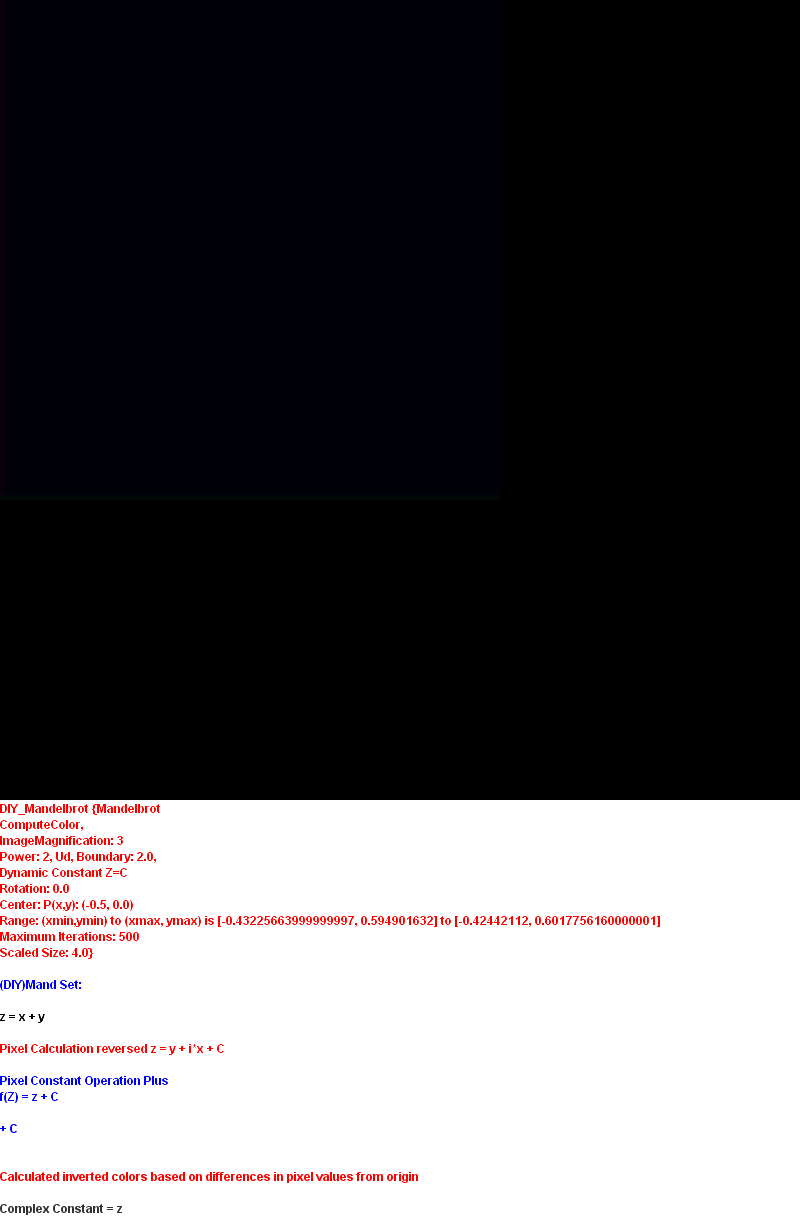 DIY_Mandelbrot {Mandelbrot
ComputeColor,
ImageMagnification: 3
Power: 2, Ud, Boundary: 2.0,
Dynamic Constant Z=C
Rotation: 0.0
Center: P(x,y): (-0.5, 0.0)
Range: (xmin,ymin) to (xmax, ymax) is [-0.43225663999999997, 0.594901632] to [-0.42442112, 0.6017756160000001]
Maximum Iterations: 500
Scaled Size: 4.0}
(DIY)Mand Set:
z = x + y
Pixel Calculation reversed z = y + i*x + C
Pixel Constant Operation Plus
f(Z) = z + C
+ C
Calculated inverted colors based on differences in pixel values from origin
Complex Constant = z